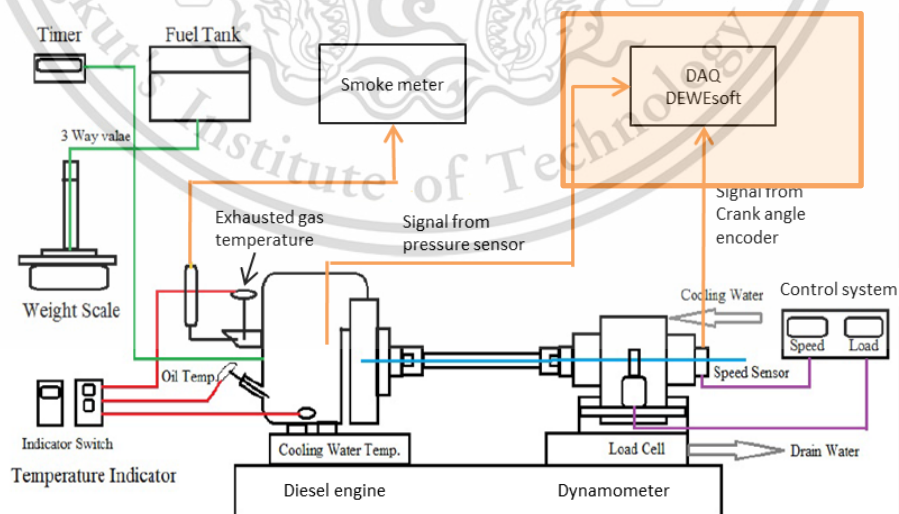 kut's Institute of Technology
Timer
Fuel Tank
Smoke meter
DAQ
DEWEsoft
3 Way valae
Exhausted gas
temperature
Signal from
pressure sensor
Signal from
Crank angle
encoder
Weight Scale
Cooling Water
Control system
Speed
Load
Oil Temp.
Speed Sensor
Indicator Switch
Cooling Water Temp.
Load Cell
Drain Water
Temperature Indicator
Diesel engine
Dynamometer